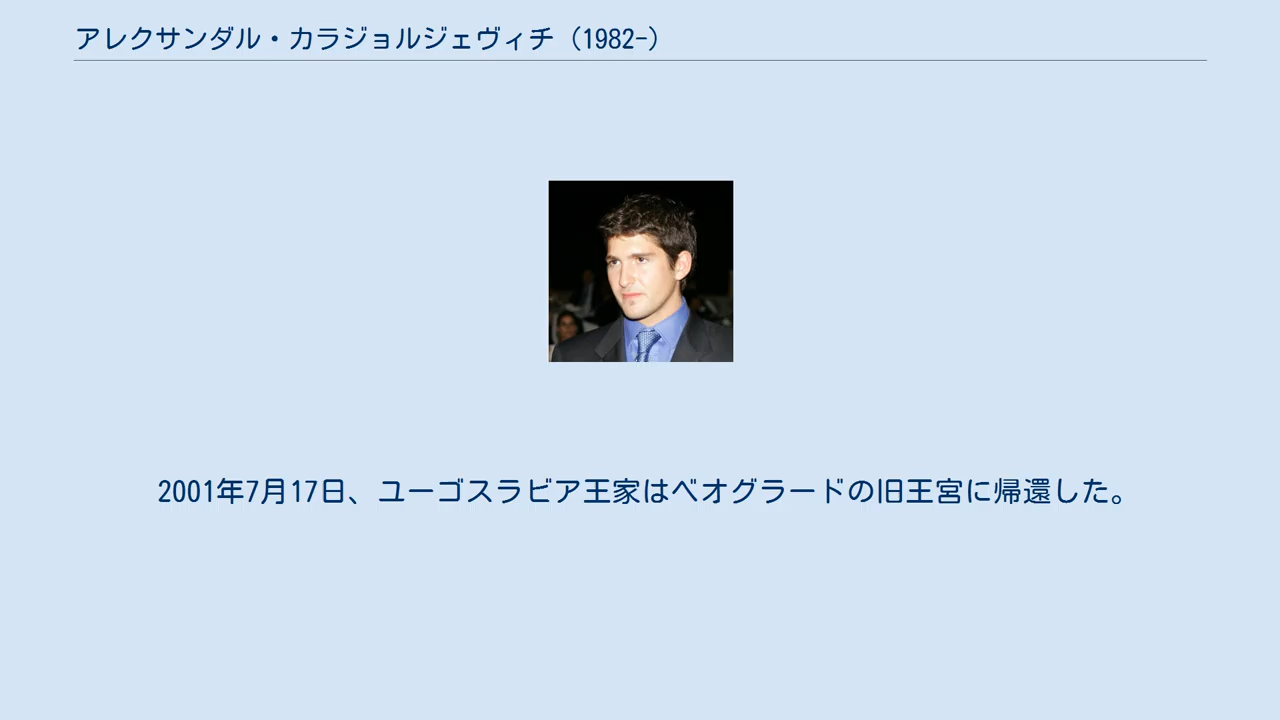 アレクサンダル・カラジョルジェヴィチ（1982-）
2001年7月17日、ユーゴスラビア王家はベオグラードの旧王宮に帰還した。